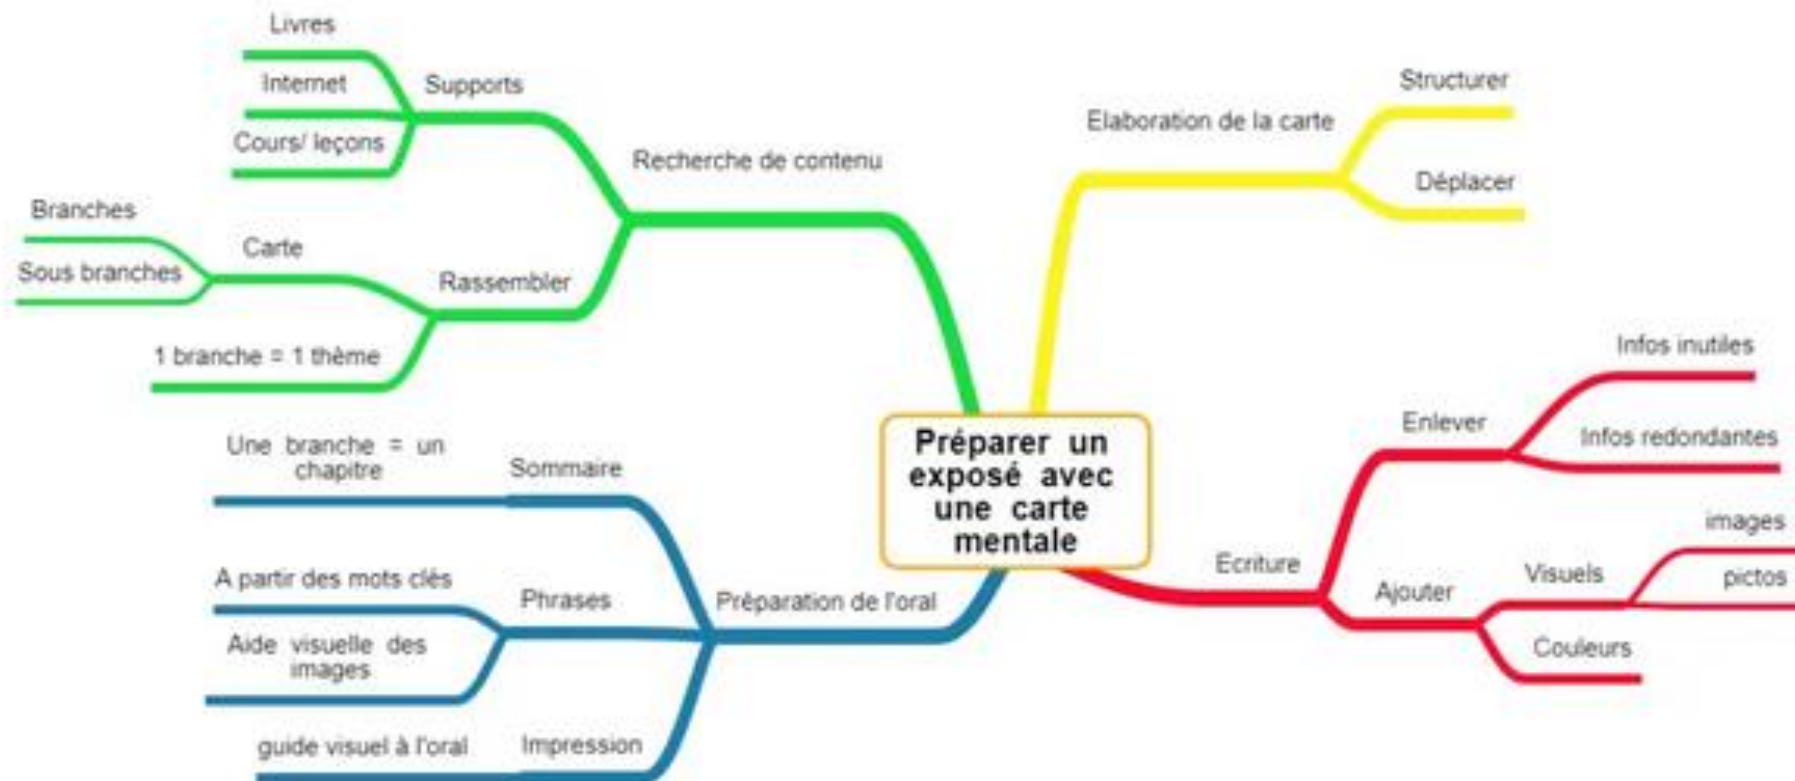 Livres
Internet
Supports
Cours/ leçons
Recherche de contenu
Branches
Carte
Sous branches
Rassembler
1 branche = 1 thème
Elaboration de la carte
Structurer
Déplacer
Préparer un
exposé avec
une carte
mentale
Infos inutiles
Enlever
Infos redondantes
Ecriture
images
Visuels
pictos
Ajouter
Couleurs
Une branche = un
chapitre
Sommaire
A partir des mots clés
Phrases
Préparation de l'oral
Aide visuelle des
images
guide visuel à l'oral
Impression